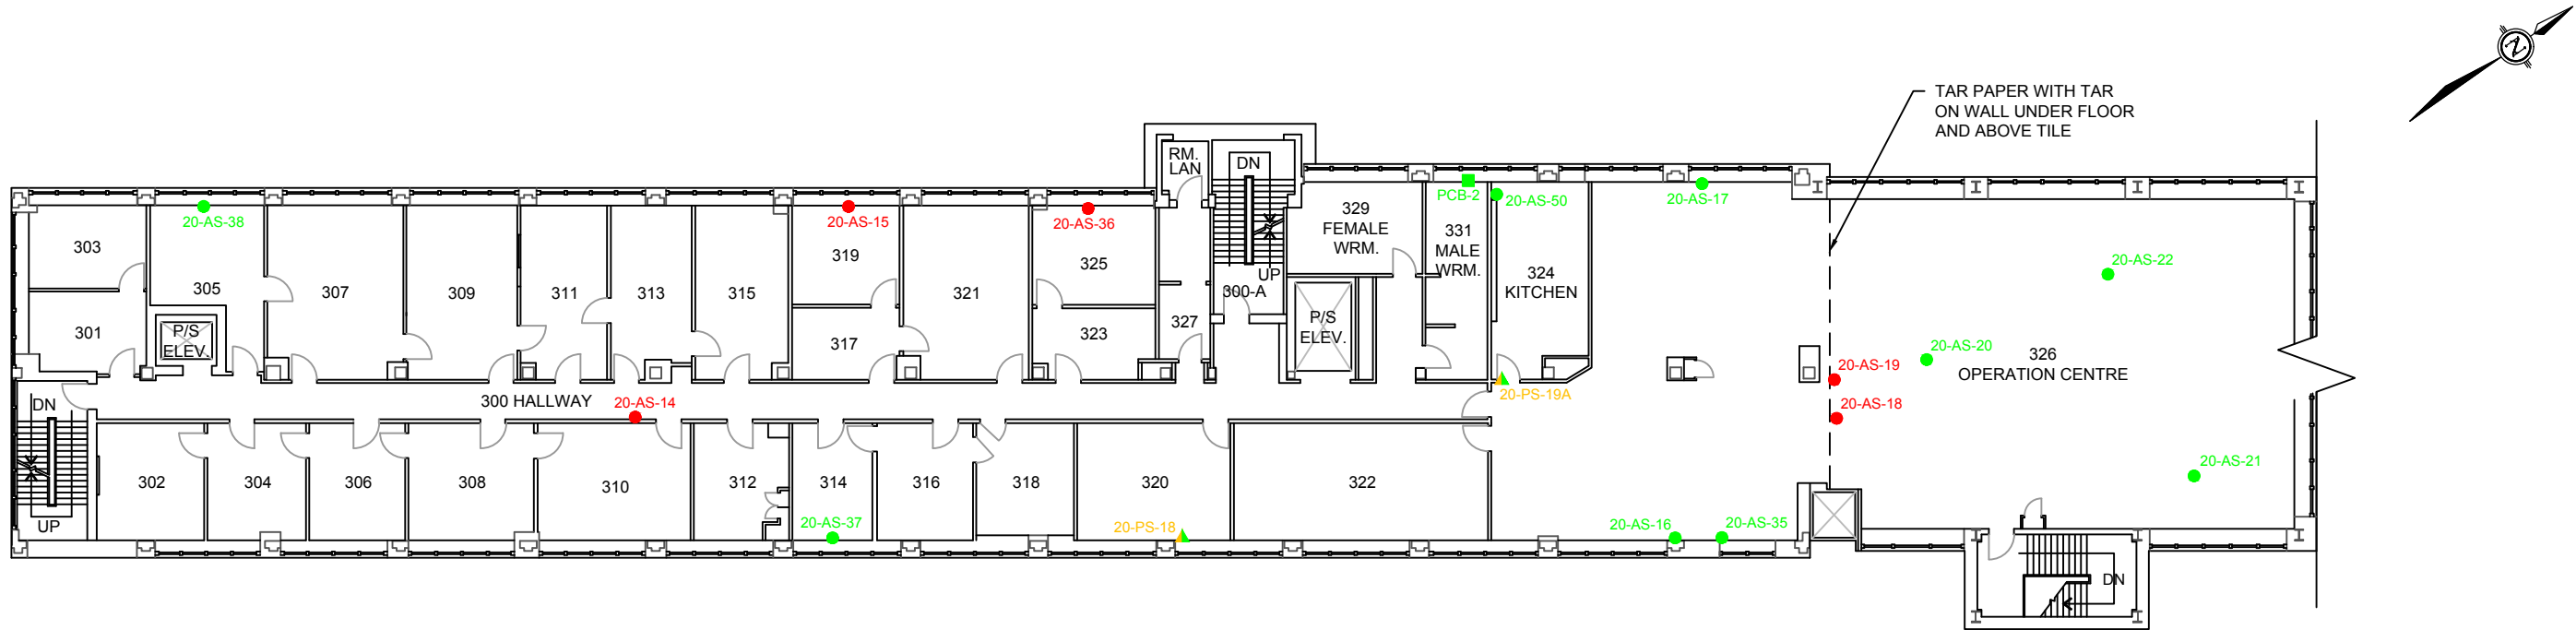 TAR PAPER WITH TAR
ON WALL UNDER FLOOR
AND ABOVE TILE
RM.
LAN
DN
UP
300-A
PCB-2
20-AS-50
20-AS-17
20-AS-38
20-AS-15
20-AS-36
329
FEMALE
WRM.
331
MALE
WRM.
324
KITCHEN
20-AS-22
303
305
307
309
311
313
315
319
321
325
301
P/S
ELEV.
317
323
327
P/S
ELEV.
20-AS-20
326
OPERATION CENTRE
20-AS-19
20-AS-18
20-PS-19A
300 HALLWAY
20-AS-14
DN
UP
302
304
306
308
310
312
314
316
318
320
322
20-AS-21
20-AS-37
20-PS-18
20-AS-16
20-AS-35
DN